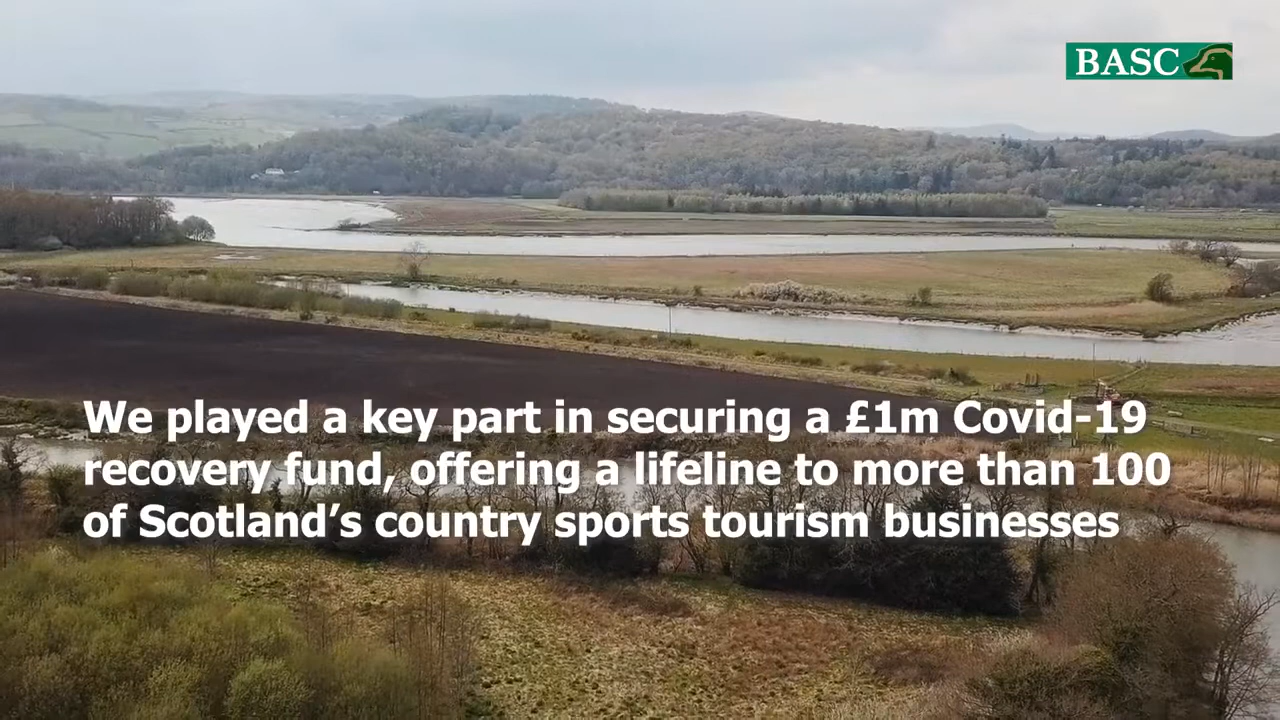 BASC
We played a key part in securing a £1m Covid-19
recovery fund, offering a lifeline to more than 100
of Scotland’s country sports tourism businesses